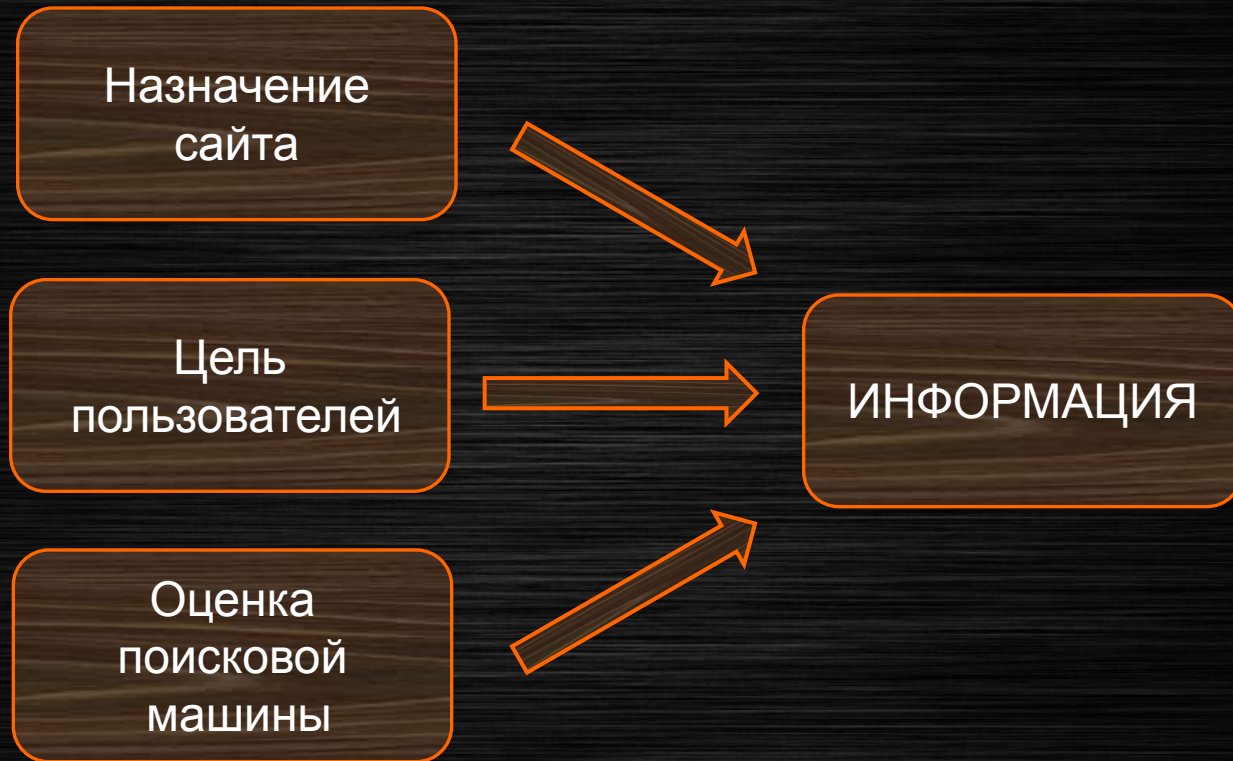 Назначение
сайта
Цель
пользователей
ИНФОРМАЦИЯ
Оценка
поисковой
машины